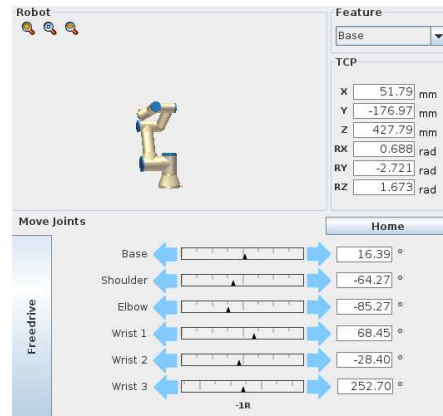 Robot
Feature
Base
TCP
X 51.79 mm
Y -176.97 mm
Z 427.79 mm
RX 0.688 rad
RY -2.721 rad
RZ 1.673 rad
Move Joints
Home
Freedrive
Base 16.39 °
Shoulder -64.27 °
Elbow -85.27 °
Wrist 1 68.45 °
Wrist 2 -28.40 °
Wrist 3 252.70 °
-1R